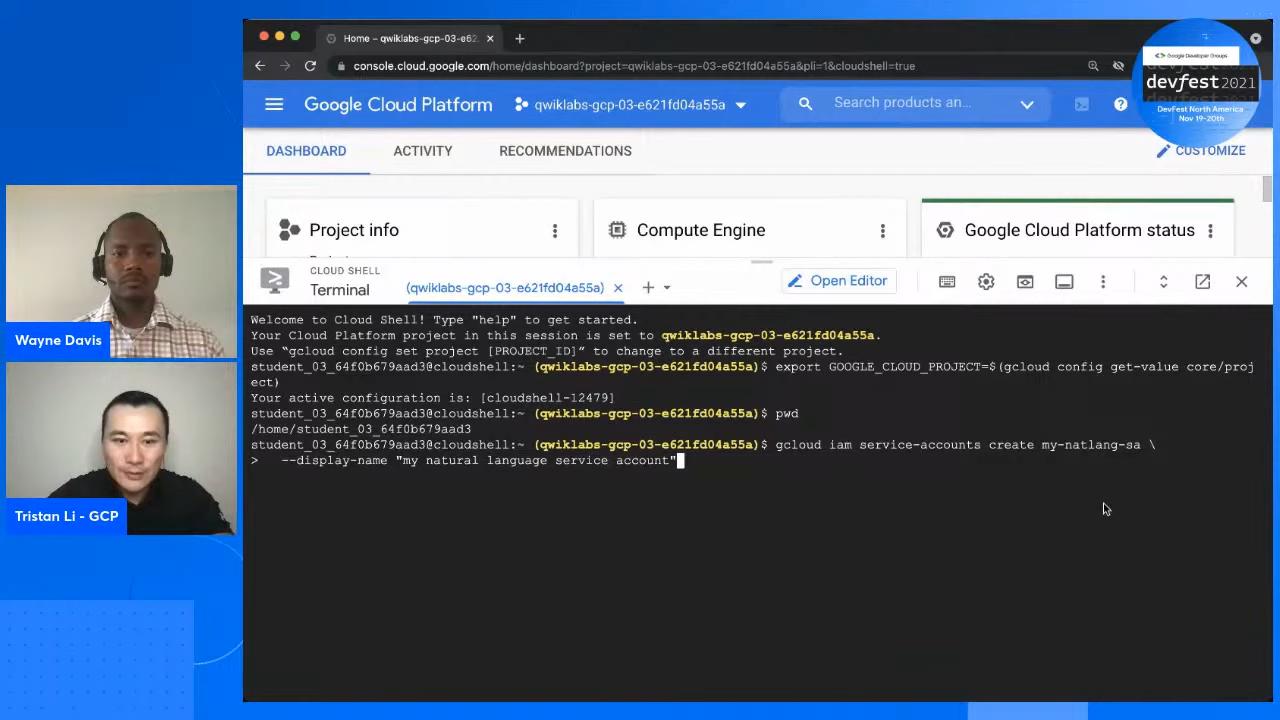 Home – qwiklabs-gcp-03-e62
console.cloud.google
e/dashboard?project=qwiklabs-gcp-03-e621fd04a55a&pli=1&cloudshell=true
Google Developer Groups
devfest2021
DevFest North America
Nov 19-20th
Google Cloud Platform
qwiklabs-gcp-03-e621fd04a55a
Search products an...
DASHBOARD
ACTIVITY
RECOMMENDATIONS
CUSTOMIZE
Project info
Compute Engine
Google Cloud Platform status
CLOUD SHELL
Terminal
(qwiklabs-gcp-03-e621fd04a55a)
Open Editor
Welcome to Cloud Shell! Type "help" to get started.
Your Cloud Platform project in this session is set to qwiklabs-gcp-03-e621fd04a55a.
Use “gcloud config set project [PROJECT_ID]” to change to a different project.
student_03_64f0b679aad3@cloudshell:~ (qwiklabs-gcp-03-e621fd04a55a)$ export GOOGLE_CLOUD_PROJECT=$(gcloud config get-value core/proj
ect)
Your active configuration is: [cloudshell-12479]
student_03_64f0b679aad3@cloudshell:~ (qwiklabs-gcp-03-e621fd04a55a)$ pwd
/home/student_03_64f0b679aad3
student_03_64f0b679aad3@cloudshell:~ (qwiklabs-gcp-03-e621fd04a55a)$ gcloud iam service-accounts create my-natlang-sa \
> --display-name "my natural language service account"
Wayne Davis
Tristan Li - GCP